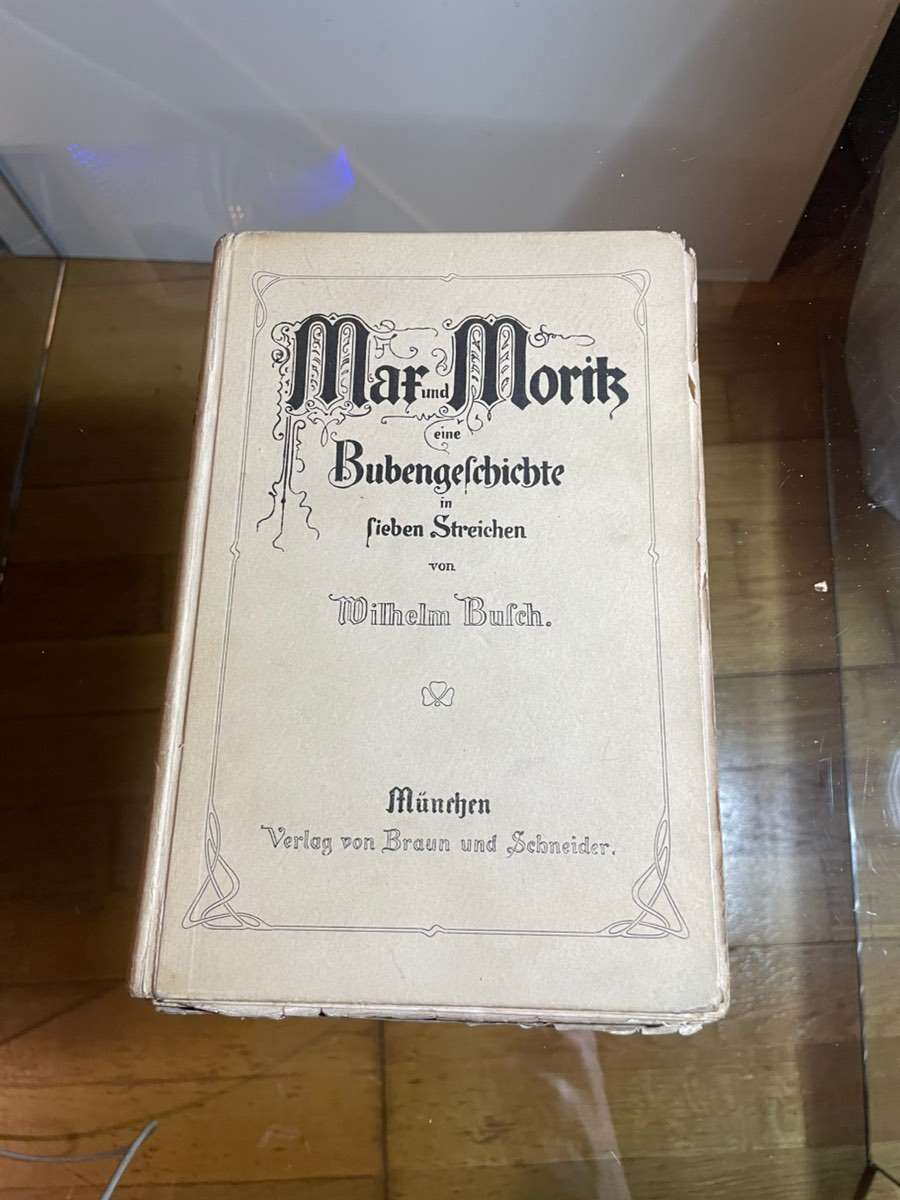 Max und Moritz
eine
Bubengeſchichte
in
ſieben Streichen
von
Wilhelm Buſch.
München
Verlag von Braun und Schneider.